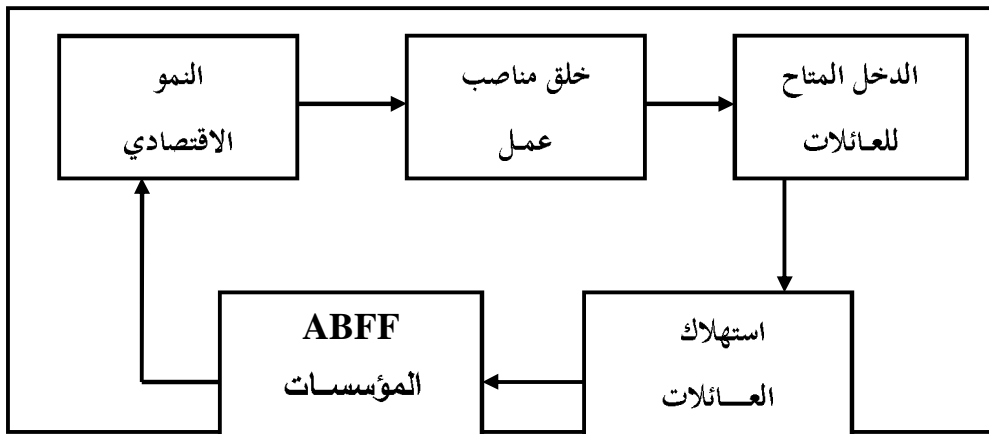 النمو
الاقتصادي
خلق مناصب
عمل
الدخل المتاح
للعائلات
استهلاك
العائلات
ABFF
المؤسسات